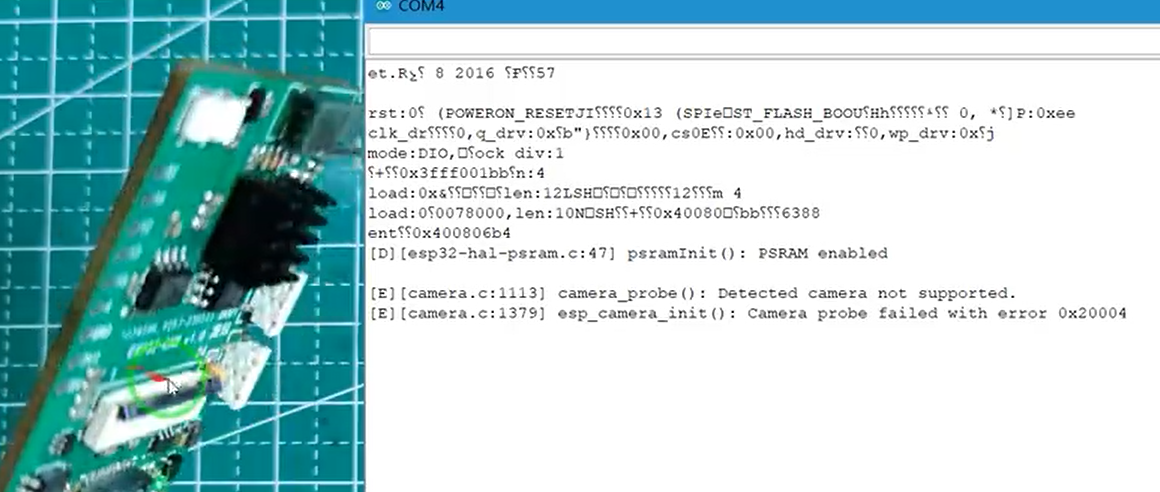 COM4
et.R 8 2016 57
rst:0 (POWERON_RESETJI 0x13 (SPIe□ST_FLASH_BOOU Hh 0, * ]P:0xee
clk_dr 0,q_drv:0x b"} 0x00,cs0E :0x00,hd_drv: 0,wp_drv:0x j
mode:DIO,□ ock div:1
+ 0x3fff001bb n:4
load:0x& □ □ len:12LSH□ □ □ 12 m 4
load:0 0078000,len:10N□SH + 0x40080□ bb 6388
ent 0x400806b4
[D][esp32-hal-psram.c:47] psramInit(): PSRAM enabled
[E][camera.c:1113] camera_probe(): Detected camera not supported.
[E][camera.c:1379] esp_camera_init(): Camera probe failed with error 0x20004